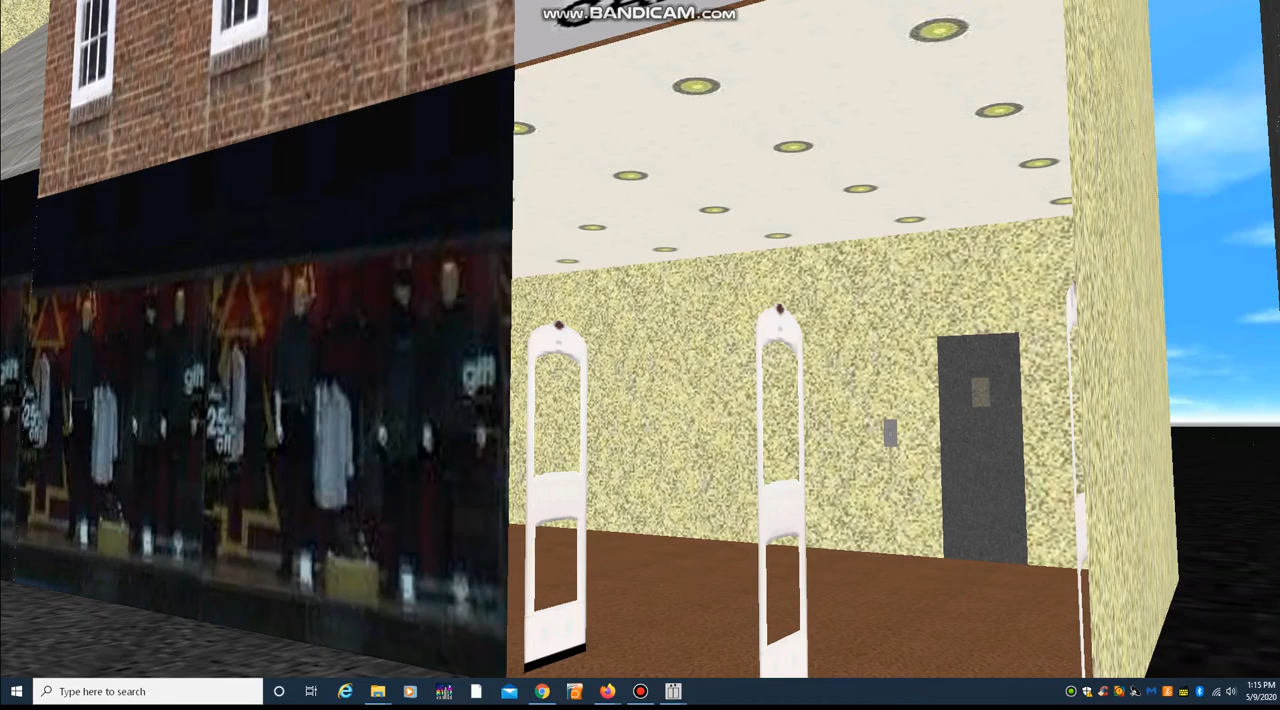 www.BANDICAM.com
gift
gift
gift
25%
off
25%
off
Type here to search
1:15 PM
5/9/2020